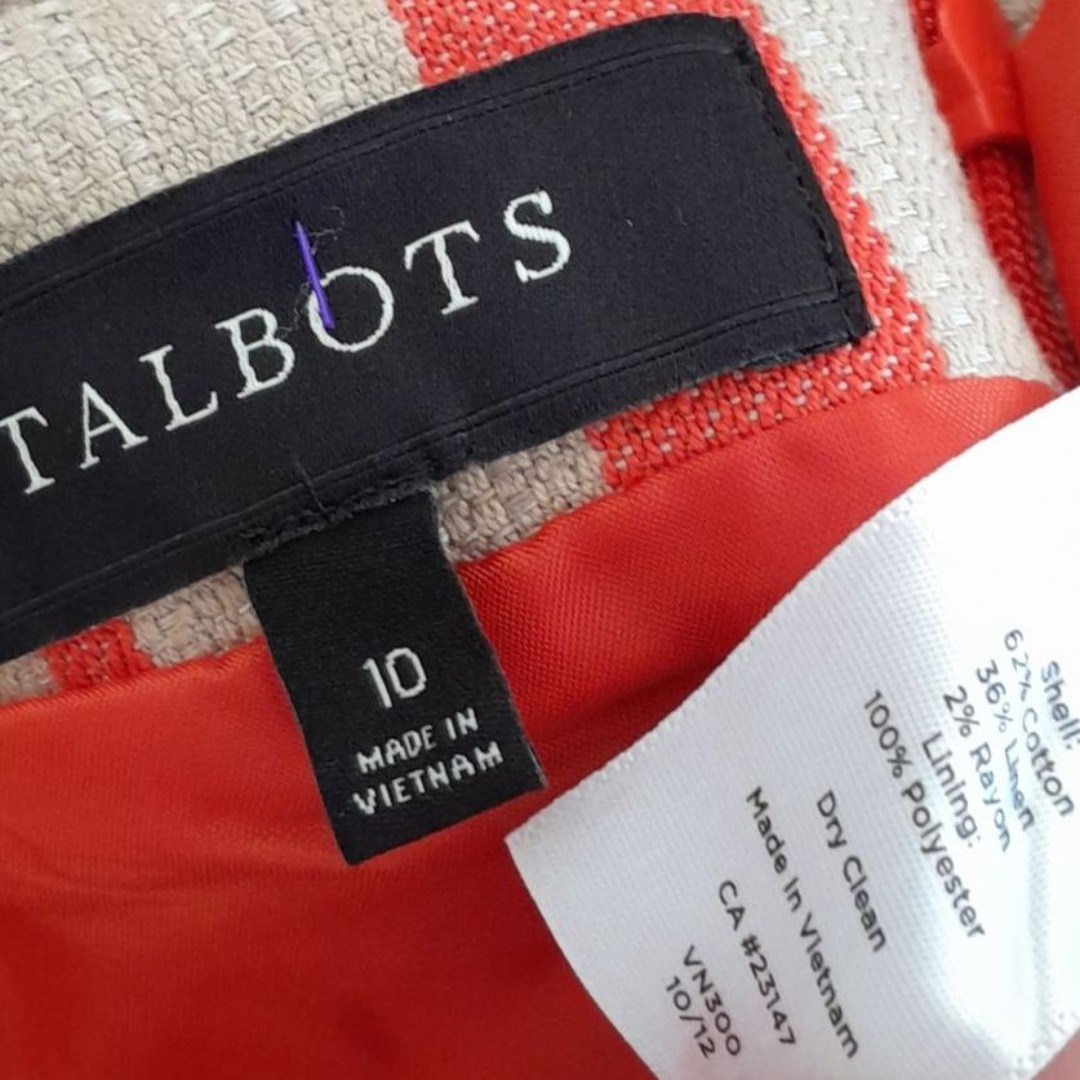 TALBOTS
10
MADE IN
VIETNAM
Shell:
62% Cotton
36% Linen
2% Rayon
Lining:
100% Polyester
Dry Clean
Made In Vietnam
CA #23147
VN300
10/12